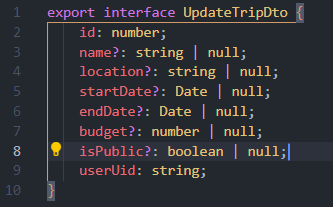 1 export interface UpdateTripDto {
2 id: number;
3 name?: string | null;
4 location?: string | null;
5 startDate?: Date | null;
6 endDate?: Date | null;
7 budget?: number | null;
8 isPublic?: boolean | null;
9 userUid: string;
10 }